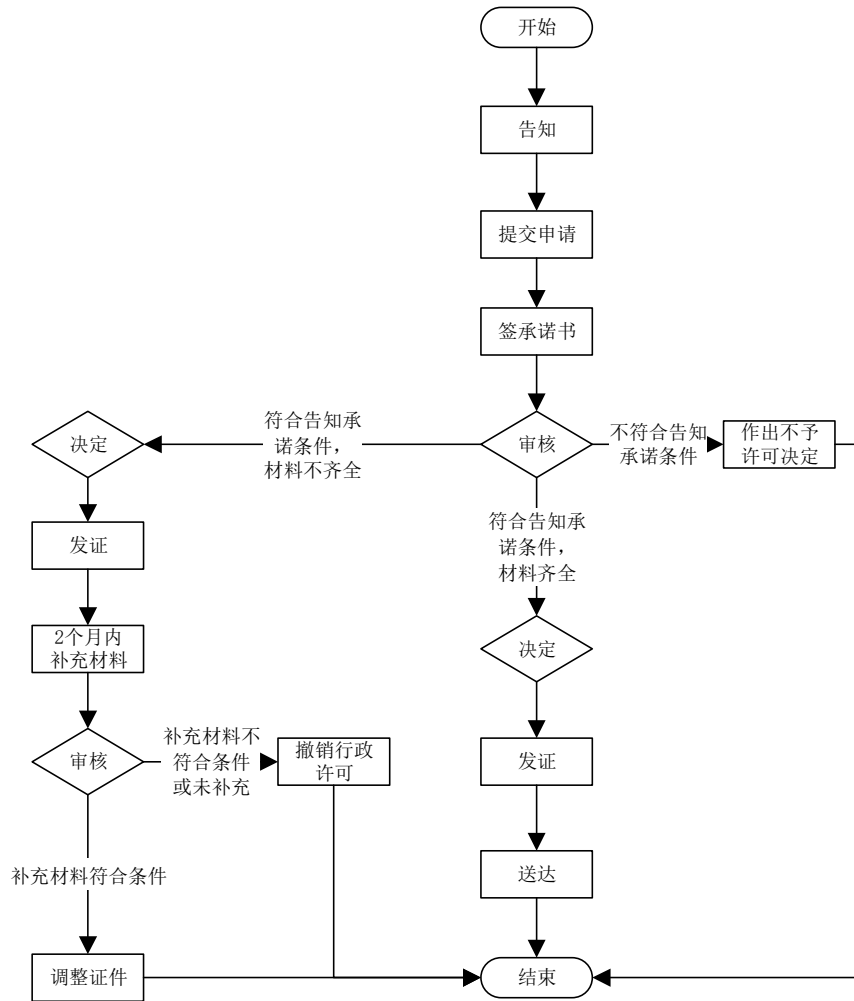 开始
告知
提交申请
签承诺书
审核
符合告知承
诺条件，
材料不齐全
决定
不符合告知
承诺条件
作出不予
许可决定
符合告知承
诺条件，
材料齐全
发证
2个月内
补充材料
决定
审核
补充材料不
符合条件
或未补充
撤销行政
许可
发证
补充材料符合条件
送达
调整证件
结束